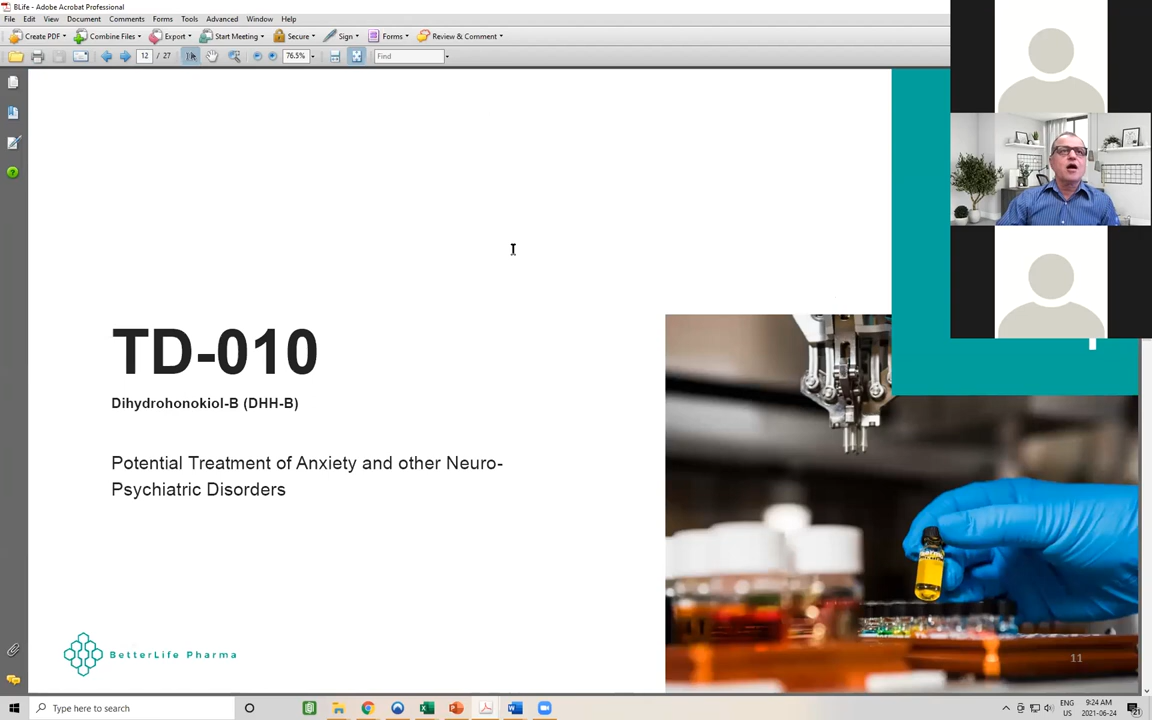 BLife - Adobe Acrobat Professional
File Edit View Document Comments Forms Tools Advanced Window Help
Create PDF Combine Files Export Start Meeting Secure Sign Forms Review & Comment
12 / 27 76.5% Find
TD-010
Dihydrohonokiol-B (DHH-B)
Potential Treatment of Anxiety and other Neuro-
Psychiatric Disorders
BetterLife Pharma
11
Type here to search
ENG
US
9:24 AM
2021-06-24
21